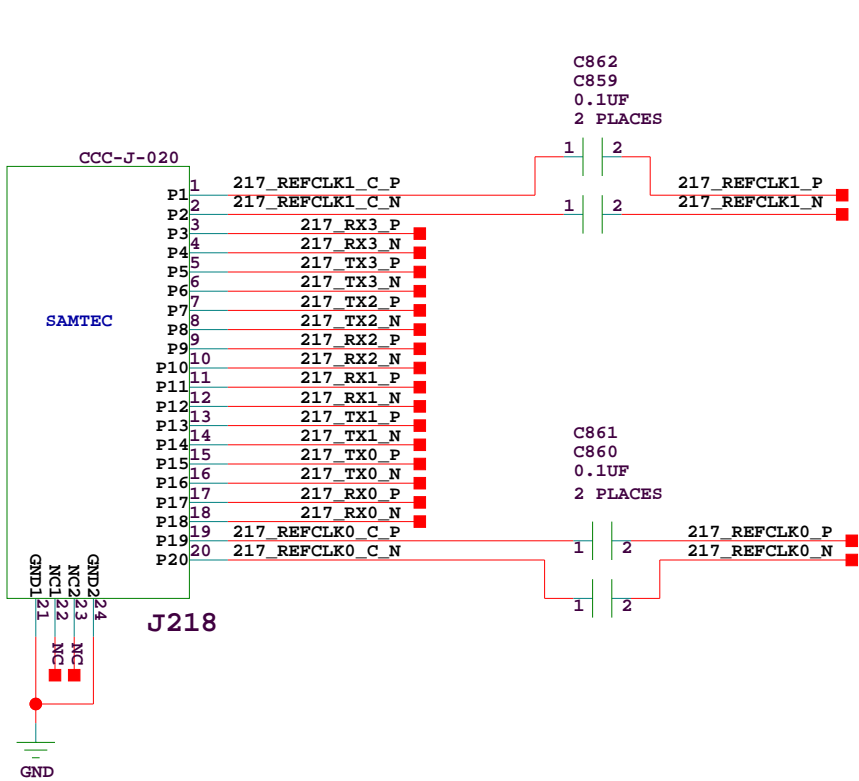 C862
C859
0.1UF
2 PLACES
1 2
CCC-J-020
P1 1 217_REFCLK1_C_P 217_REFCLK1_P
P2 2 217_REFCLK1_C_N 1 2 217_REFCLK1_N
P3 3 217_RX3_P
P4 4 217_RX3_N
P5 5 217_TX3_P
P6 6 217_TX3_N
P7 7 217_TX2_P
SAMTEC
P8 8 217_TX2_N
P9 9 217_RX2_P
P10 10 217_RX2_N
P11 11 217_RX1_P
P12 12 217_RX1_N
P13 13 217_TX1_P
P14 14 217_TX1_N
P15 15 217_TX0_P
P16 16 217_TX0_N
P17 17 217_RX0_P
P18 18 217_RX0_N
C861
C860
0.1UF
2 PLACES
P19 19 217_REFCLK0_C_P 1 2 217_REFCLK0_P
P20 20 217_REFCLK0_C_N 217_REFCLK0_N
1 2
GND1 21
NC1 22
NC2 23
GND2 24
J218
NC
NC
GND